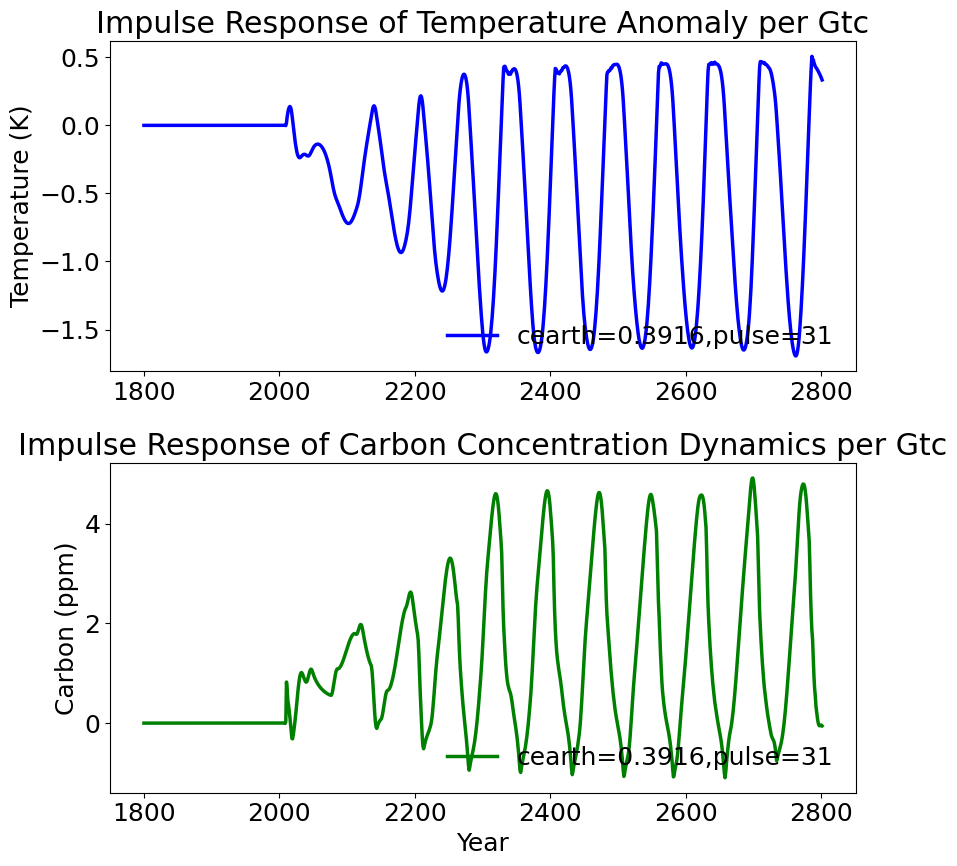 Impulse Response of Temperature Anomaly per Gtc
Temperature (K)
0.5
0.0
−0.5
−1.0
−1.5
cearth=0.3916,pulse=31
1800 2000 2200 2400 2600 2800
Impulse Response of Carbon Concentration Dynamics per Gtc
Carbon (ppm)
4
2
0
cearth=0.3916,pulse=31
1800 2000 2200 2400 2600 2800
Year